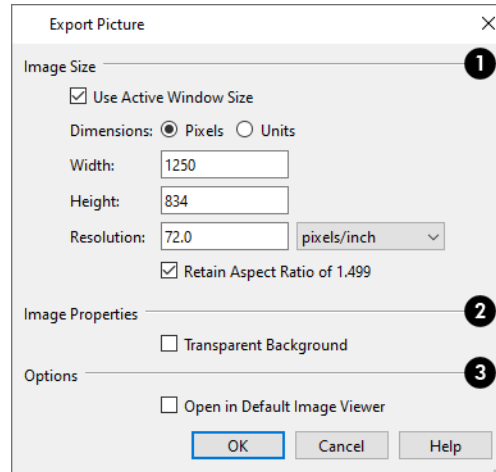 Export Picture
Image Size 1
Use Active Window Size
Dimensions: Pixels Units
Width: 1250
Height: 834
Resolution: 72.0 pixels/inch
Retain Aspect Ratio of 1.499
Image Properties 2
Transparent Background
Options 3
Open in Default Image Viewer
OK Cancel Help